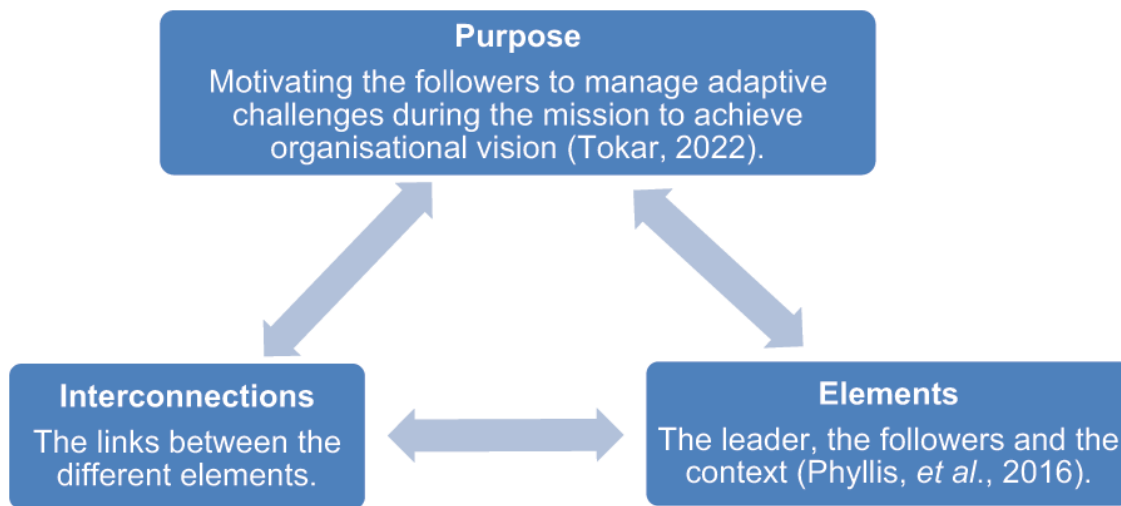 Purpose
Motivating the followers to manage adaptive
challenges during the mission to achieve
organisational vision (Tokar, 2022).
Interconnections
The links between the
different elements.
Elements
The leader, the followers and the
context (Phyllis, et al., 2016).